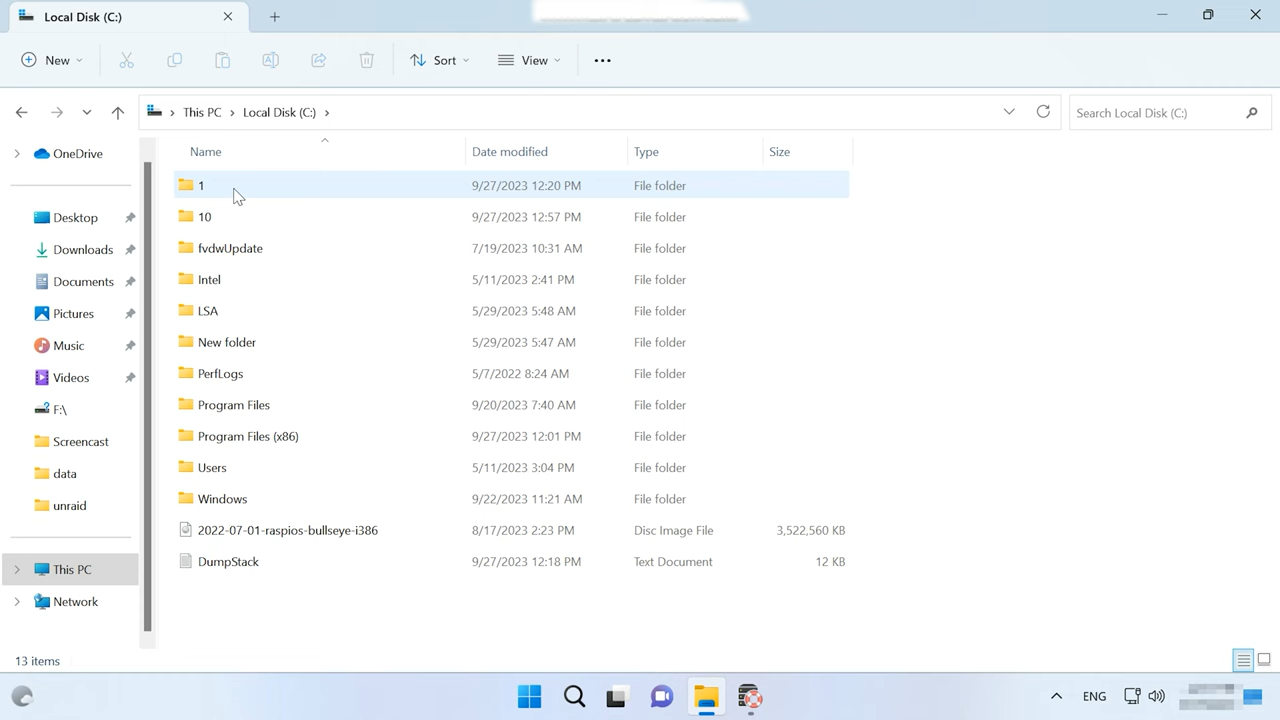 Local Disk (C:)
New Sort View
This PC Local Disk (C:) Search Local Disk (C:)
OneDrive Name Date modified Type Size
1 9/27/2023 12:20 PM File folder
Desktop 10 9/27/2023 12:57 PM File folder
Downloads fvdwUpdate 7/19/2023 10:31 AM File folder
Documents Intel 5/11/2023 2:41 PM File folder
Pictures LSA 5/29/2023 5:48 AM File folder
Music New folder 5/29/2023 5:47 AM File folder
Videos PerfLogs 5/7/2022 8:24 AM File folder
F:\ Program Files 9/20/2023 7:40 AM File folder
Screencast Program Files (x86) 9/27/2023 12:01 PM File folder
data Users 5/11/2023 3:04 PM File folder
unraid Windows 9/22/2023 11:21 AM File folder
2022-07-01-raspios-bullseye-i386 8/17/2023 2:23 PM Disc Image File 3,522,560 KB
This PC DumpStack 9/27/2023 12:18 PM Text Document 12 KB
Network
13 items
ENG